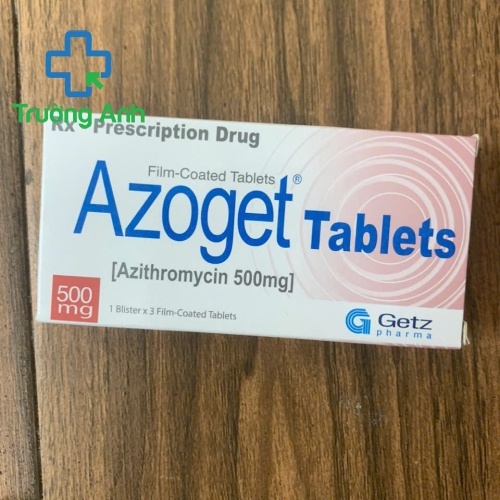 Trường Anh
Rx Prescription Drug
Film-Coated Tablets
Azoget® Tablets
[Azithromycin 500mg]
500 mg
1 Blister x 3 Film-Coated Tablets
G Getz
pharma